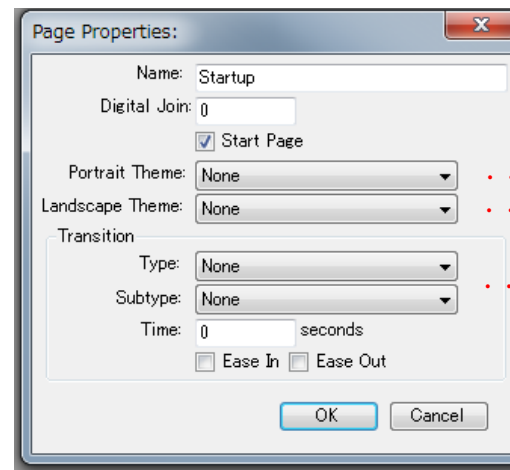 Page Properties:
Name: Startup
Digital Join: 0
Start Page
Portrait Theme: None
Landscape Theme: None
Transition
Type: None
Subtype: None
Time: 0 seconds
Ease In Ease Out
OK Cancel